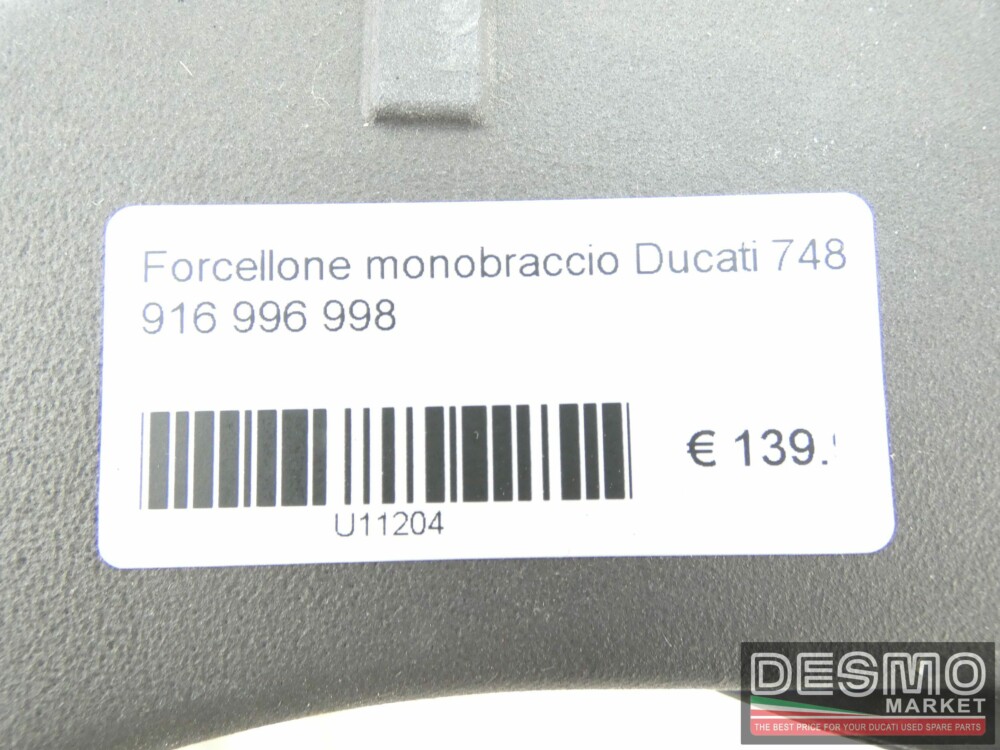 Forcellone monobraccio Ducati 748
916 996 998
€ 139.
U11204
DESMO
MARKET
THE BEST PRICE FOR YOUR DUCATI USED SPARE PARTS